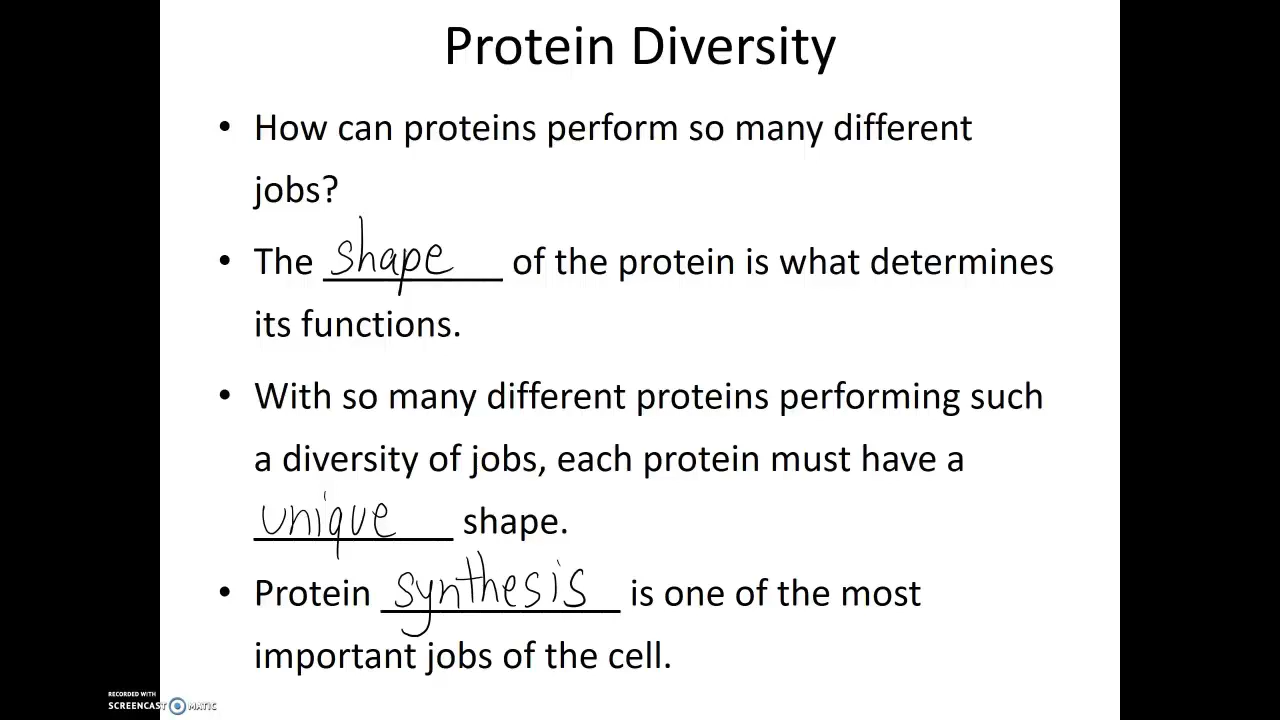 Protein Diversity
• How can proteins perform so many different
jobs?
• The shape of the protein is what determines
its functions.
• With so many different proteins performing such
a diversity of jobs, each protein must have a
unique shape.
• Protein synthesis is one of the most
important jobs of the cell.
RECORDED WITH
SCREENCAST MATIC